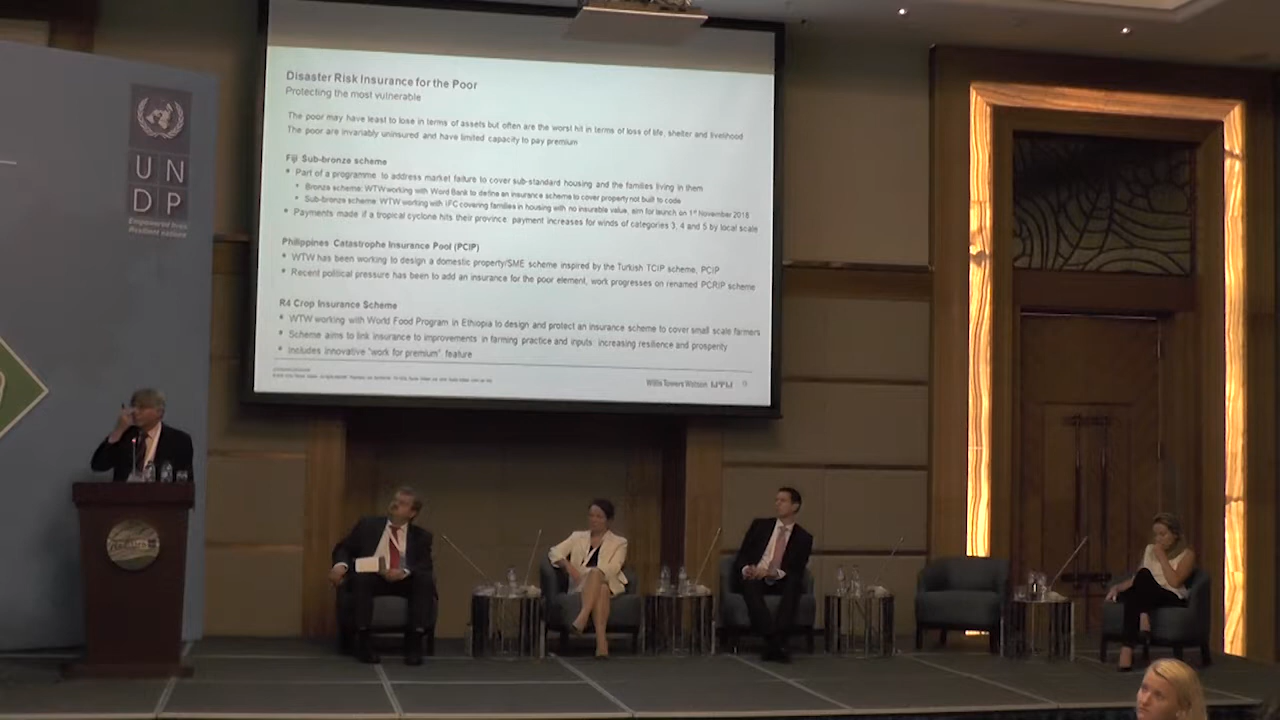 Disaster Risk Insurance for the Poor
Protecting the most vulnerable
The poor may have least to lose in terms of assets but often are the worst hit in terms of loss of life, shelter and livelihood
The poor are invariably uninsured and have limited capacity to pay premium
Fiji Sub-bronze scheme
• Part of a programme to address market failure to cover sub-standard housing and the families living in them
• Bronze scheme: WTW working with Word Bank to define an insurance scheme to cover property not built to code
• Sub-bronze scheme: WTW working with IFC covering families in housing with no insurable value, aim for launch on 1st November 2018
• Payments made if a tropical cyclone hits their province: payment increases for winds of categories 3, 4 and 5 by local scale
Philippines Catastrophe Insurance Pool (PCIP)
• WTW has been working to design a domestic property/SME scheme inspired by the Turkish TCIP scheme, PCIP
• Recent political pressure has been to add an insurance for the poor element, work progresses on renamed PCRIP scheme
R4 Crop Insurance Scheme
• WTW working with World Food Program in Ethiopia to design and protect an insurance scheme to cover small scale farmers
• Scheme aims to link insurance to improvements in farming practice and inputs: increasing resilience and prosperity
• Includes innovative "work for premium" feature
Willis Towers Watson
UN
DP
Empowered lives.
Resilient nations.